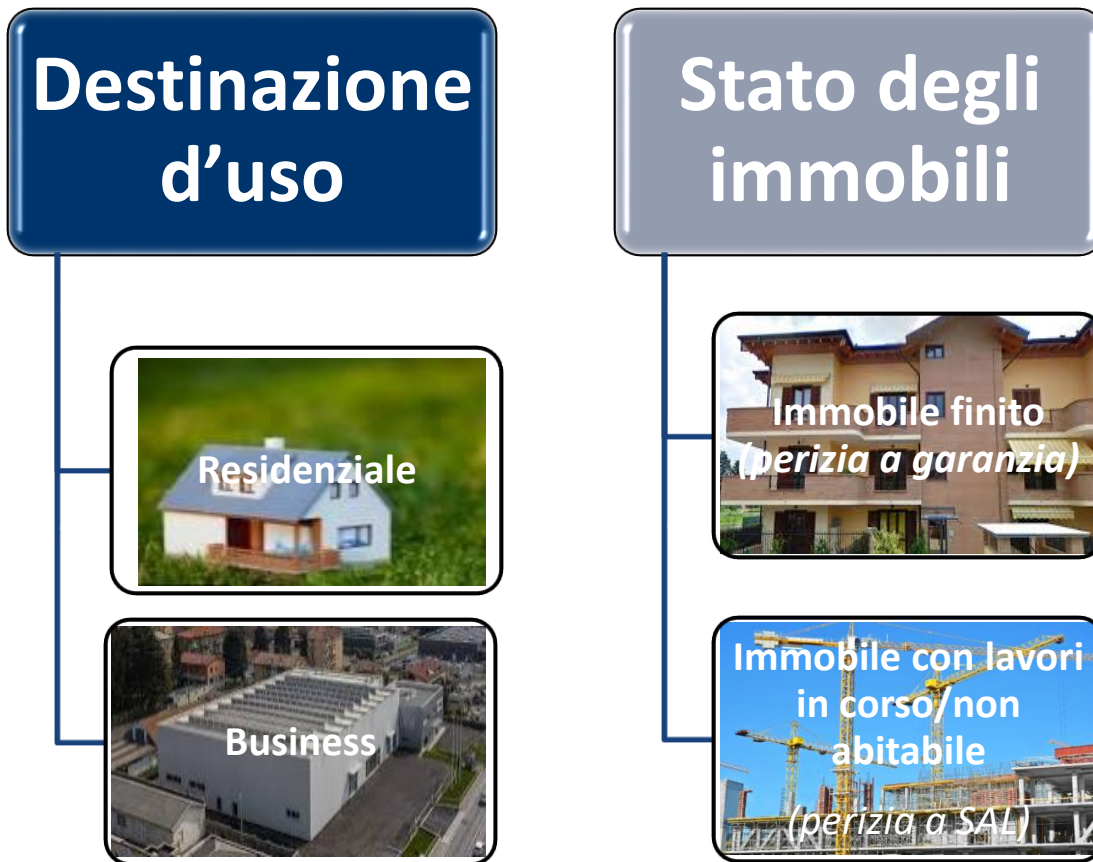 Destinazione
d’uso
Residenziale
Business
Stato degli
immobili
Immobile finito
(perizia a garanzia)
Immobile con lavori
in corso/non
abitabile
(perizia a SAL)